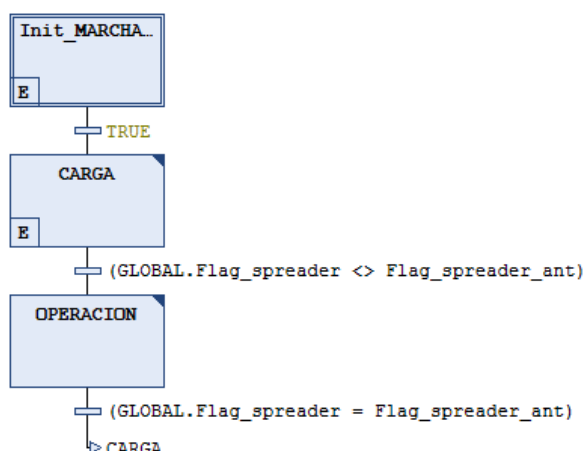 Init_MARCHA…
E
TRUE
CARGA
E
(GLOBAL.Flag_spreader <> Flag_spreader_ant)
OPERACION
(GLOBAL.Flag_spreader = Flag_spreader_ant)
CARGA